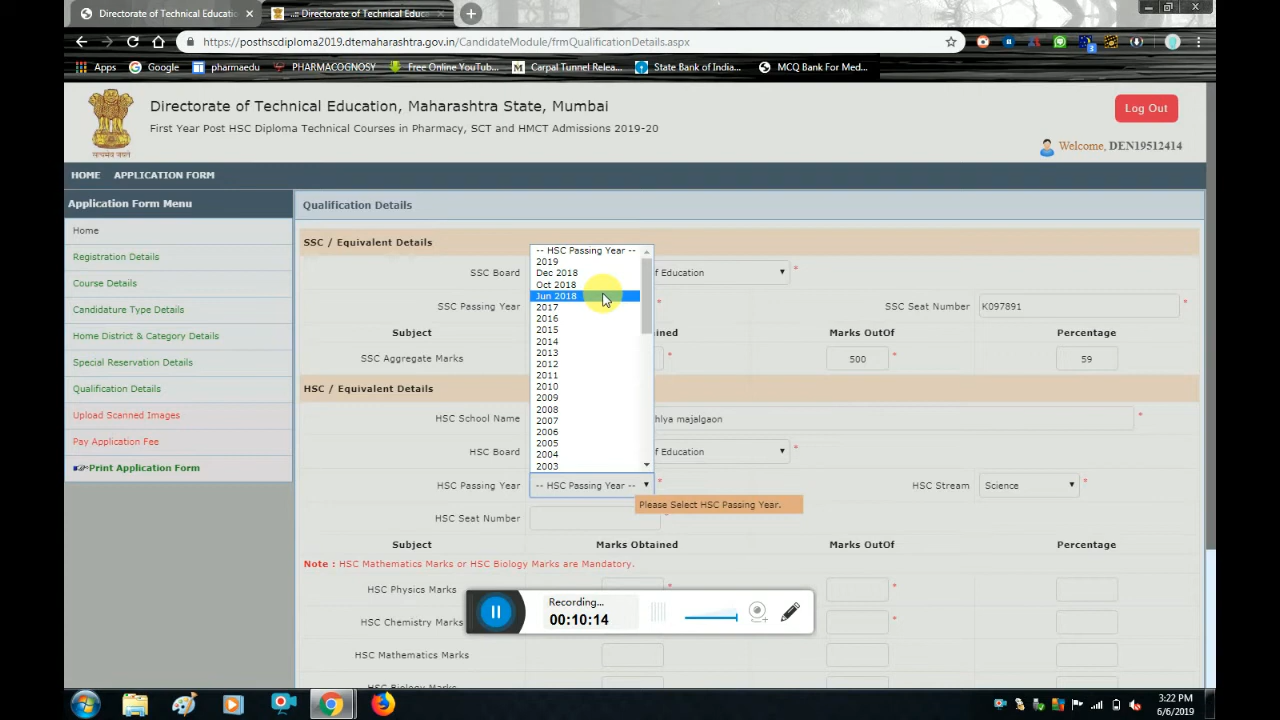 Directorate of Technical Educatio
..:: Directorate of Technical Educ
https://posthscdiploma2019.dtemaharashtra.gov.in/CandidateModule/frmQualificationDetails.aspx
Apps
Google
pharmaedu
PHARMACOGNOSY
Free Online YouTub...
Carpal Tunnel Relea...
State Bank of India...
MCQ Bank For Med...
Directorate of Technical Education, Maharashtra State, Mumbai
First Year Post HSC Diploma Technical Courses in Pharmacy, SCT and HMCT Admissions 2019-20
सत्यमेव जयते
Log Out
Welcome, DEN19512414
HOME APPLICATION FORM
Application Form Menu
Home
Registration Details
Course Details
Candidature Type Details
Home District & Category Details
Special Reservation Details
Qualification Details
Upload Scanned Images
Pay Application Fee
Print Application Form
Qualification Details
SSC / Equivalent Details
SSC Board
f Education
*
SSC Passing Year
*
SSC Seat Number
K097891
*
Subject
ained
Marks OutOf
Percentage
SSC Aggregate Marks
*
500
*
59
HSC / Equivalent Details
HSC School Name
hlya majalgaon
*
HSC Board
f Education
*
-- HSC Passing Year --
2019
Dec 2018
Oct 2018
Jun 2018
2017
2016
2015
2014
2013
2012
2011
2010
2009
2008
2007
2006
2005
2004
2003
HSC Passing Year
-- HSC Passing Year --
*
HSC Stream
Science
*
Please Select HSC Passing Year.
HSC Seat Number
Subject
Marks Obtained
Marks OutOf
Percentage
Note : HSC Mathematics Marks or HSC Biology Marks are Mandatory.
HSC Physics Marks
*
*
HSC Chemistry Marks
*
HSC Mathematics Marks
HSC Biology Marks
Recording...
00:10:14
3:22 PM
6/6/2019